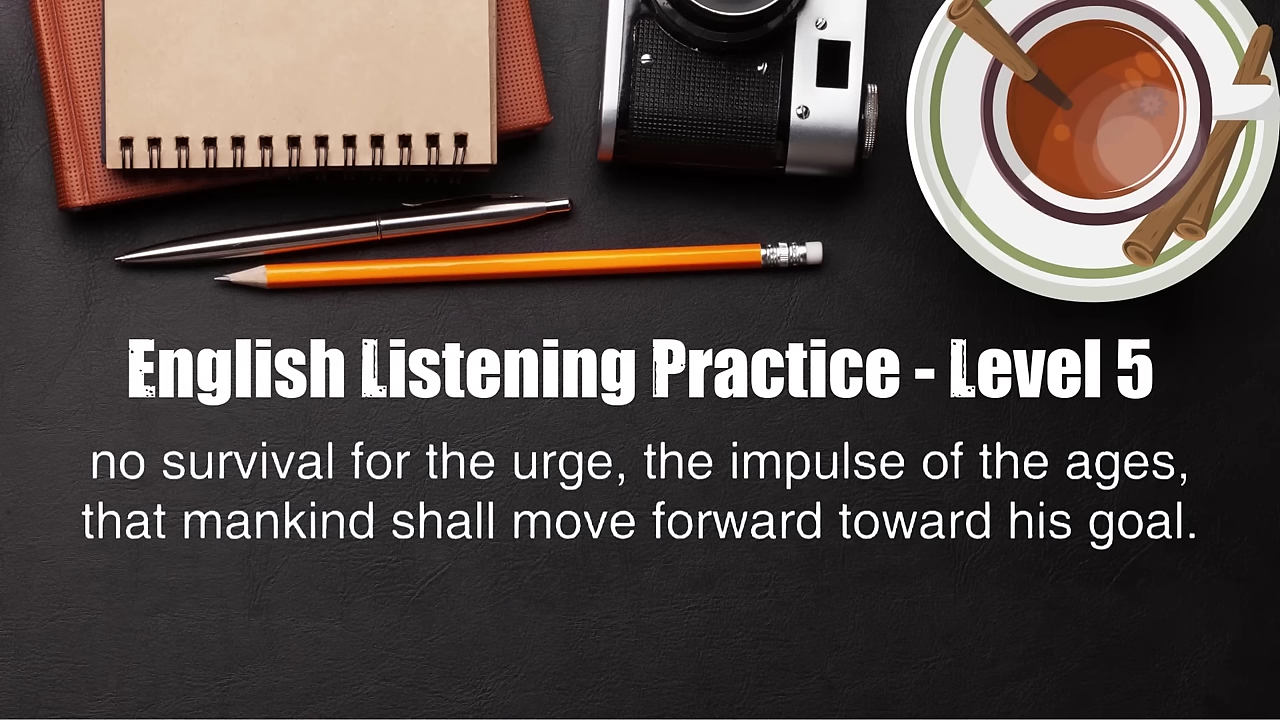 English Listening Practice - Level 5
no survival for the urge, the impulse of the ages,
that mankind shall move forward toward his goal.